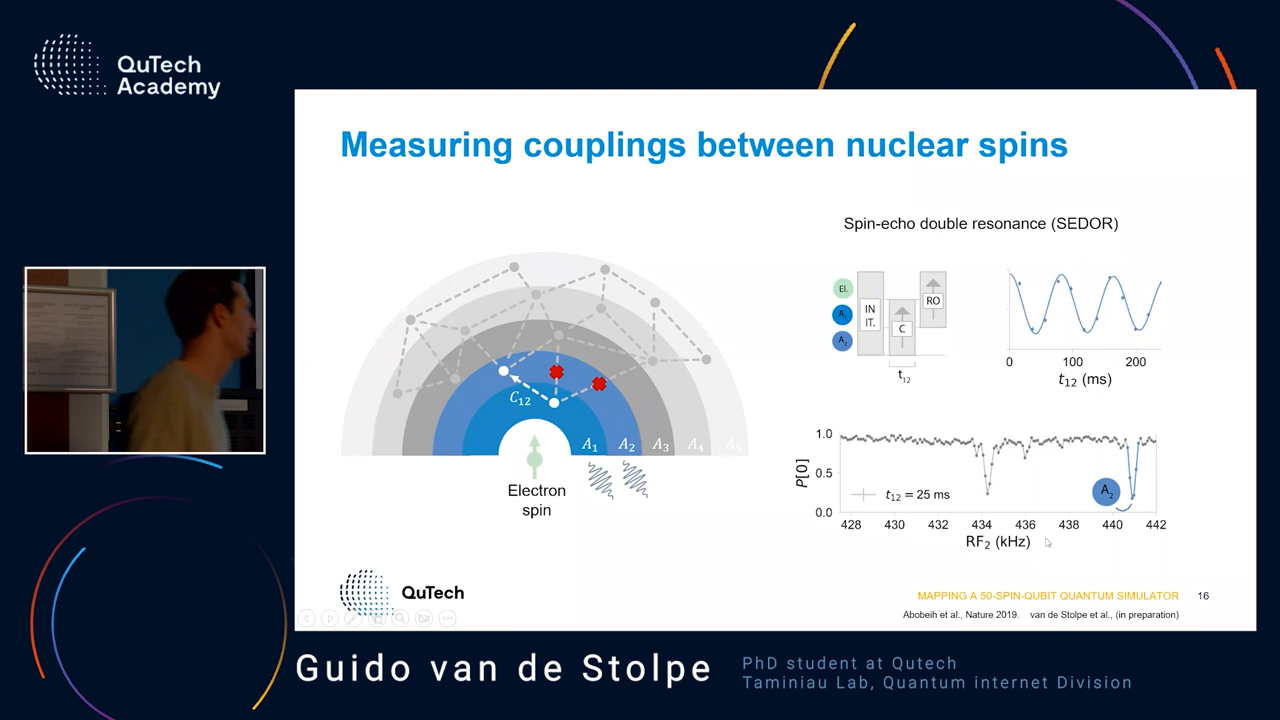 QuTech
Academy
Measuring couplings between nuclear spins
Spin-echo double resonance (SEDOR)
El.
A₁
A₂
IN
IT.
C
RO
t₁₂
0
100
200
t₁₂ (ms)
C₁₂
A₁
A₂
A₃
A₄
A₅
Electron
spin
1.0
0.5
0.0
P[0]
t₁₂ = 25 ms
A₂
428
430
432
434
436
438
440
442
RF₂ (kHz)
QuTech
MAPPING A 50-SPIN-QUBIT QUANTUM SIMULATOR
16
Abobeih et al., Nature 2019. van de Stolpe et al., (in preparation)
Guido van de Stolpe
PhD student at Qutech
Taminiau Lab, Quantum internet Division